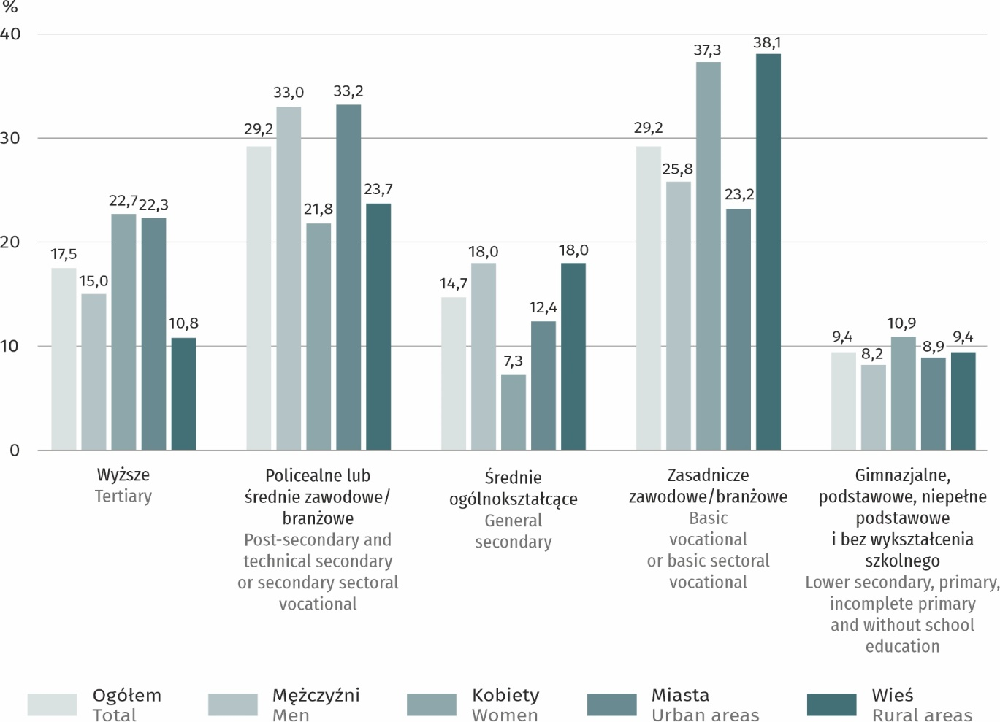 %
40
30
20
10
0
17,5
15,0
22,7
22,3
10,8
29,2
33,0
21,8
33,2
23,7
14,7
18,0
7,3
12,4
18,0
29,2
25,8
37,3
23,2
38,1
9,4
8,2
10,9
8,9
9,4
Wyższe
Tertiary
Policealne lub
średnie zawodowe/
branżowe
Post-secondary and
technical secondary
or secondary sectoral
vocational
Średnie
ogólnokształcące
General
secondary
Zasadnicze
zawodowe/branżowe
Basic
vocational
or basic sectoral
vocational
Gimnazjalne,
podstawowe, niepełne
podstawowe
i bez wykształcenia
szkolnego
Lower secondary, primary,
incomplete primary
and without school
education
Ogółem
Total
Mężczyźni
Men
Kobiety
Women
Miasta
Urban areas
Wieś
Rural areas